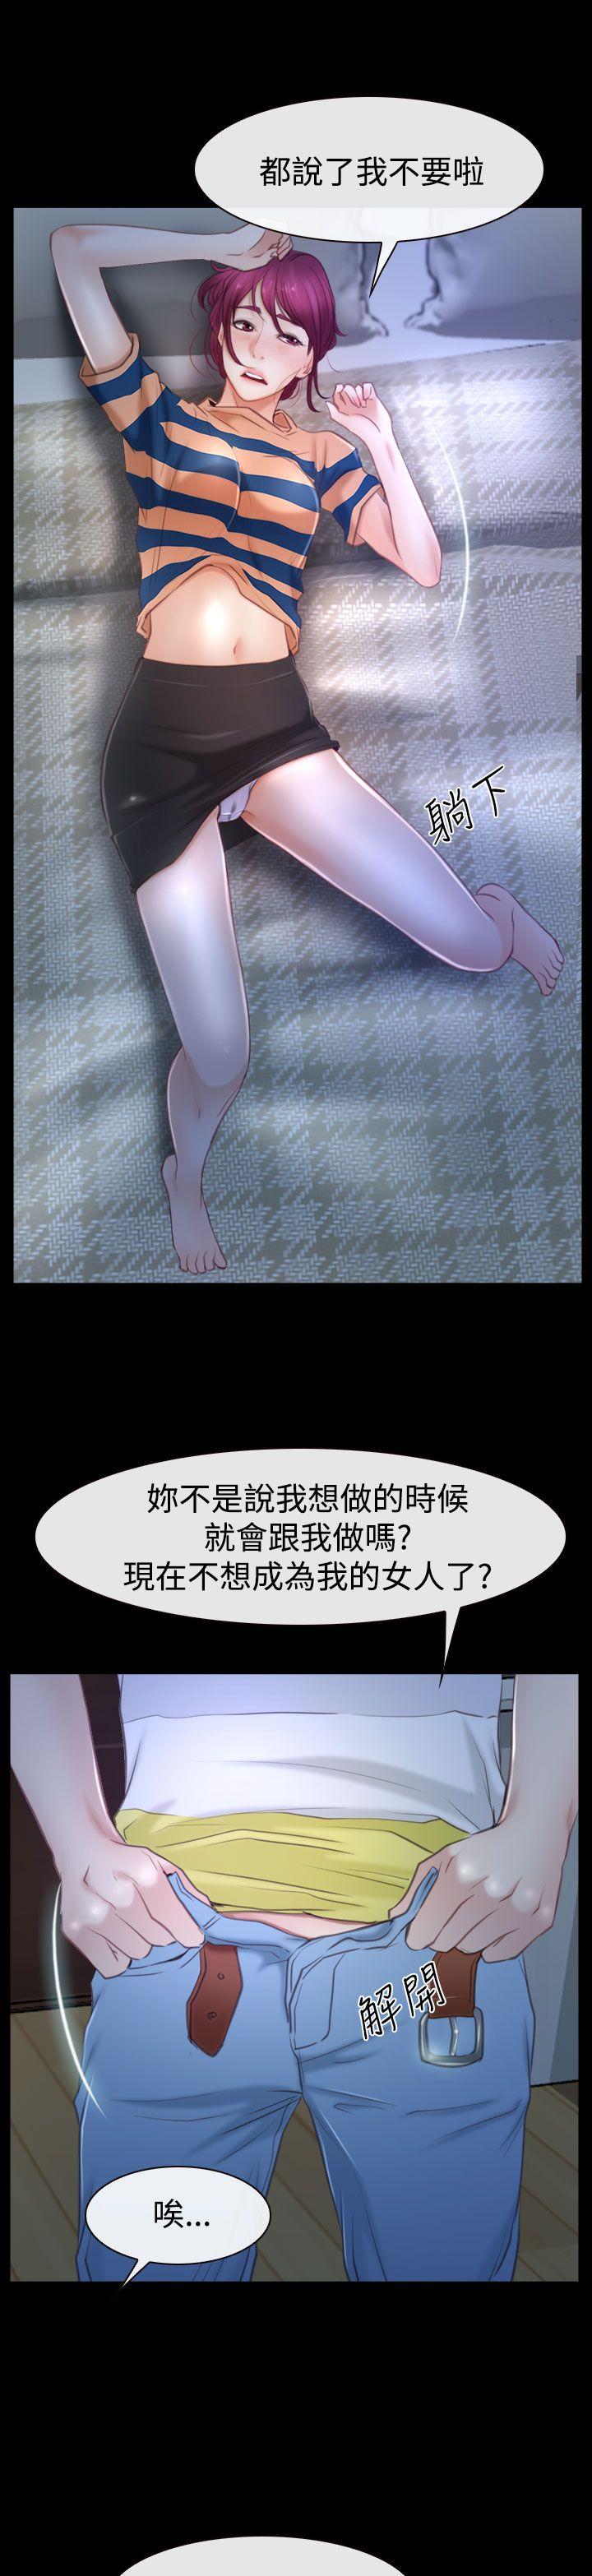 都說了我不要啦
躺下
妳不是說我想做的時候
就會跟我做嗎?
現在不想成為我的女人了?
解開
唉...